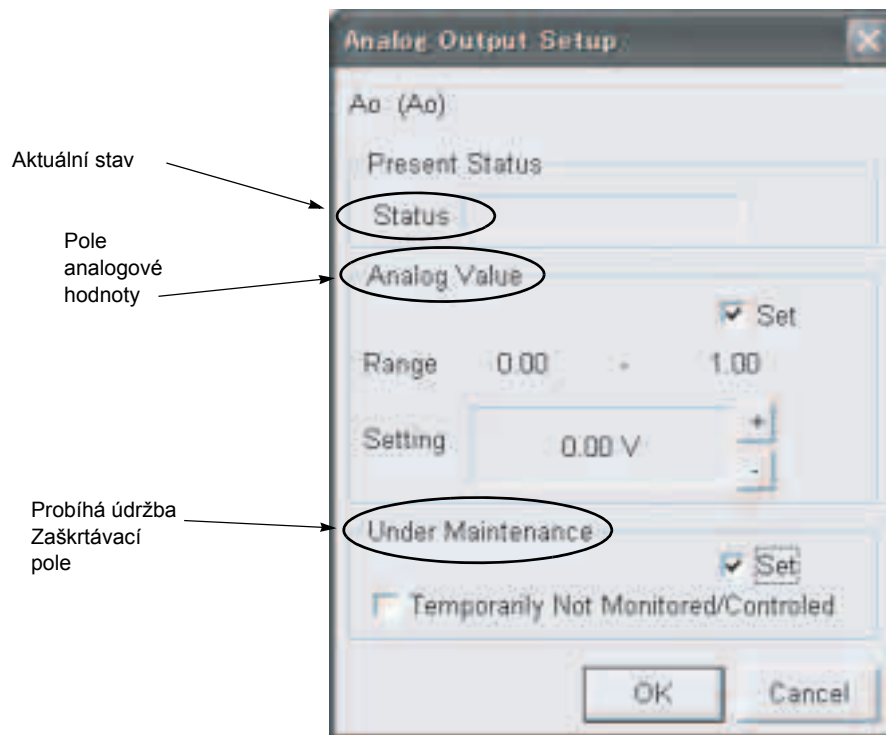 Analog Output Setup
Ao (Ao)
Aktuální stav
Present Status
Status
Pole
analogové
hodnoty
Analog Value
Set
Range 0.00 - 1.00
Setting 0.00 V + -
Probíhá údržba
Zaškrtávací
pole
Under Maintenance
Set
Temporarily Not Monitored/Controled
OK Cancel